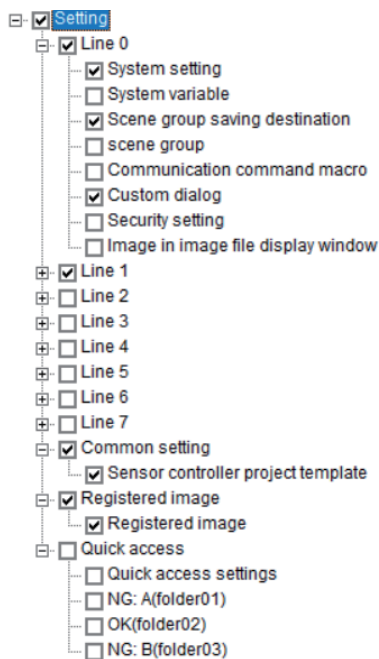 Setting
Line 0
System setting
System variable
Scene group saving destination
scene group
Communication command macro
Custom dialog
Security setting
Image in image file display window
Line 1
Line 2
Line 3
Line 4
Line 5
Line 6
Line 7
Common setting
Sensor controller project template
Registered image
Registered image
Quick access
Quick access settings
NG: A(folder01)
OK(folder02)
NG: B(folder03)